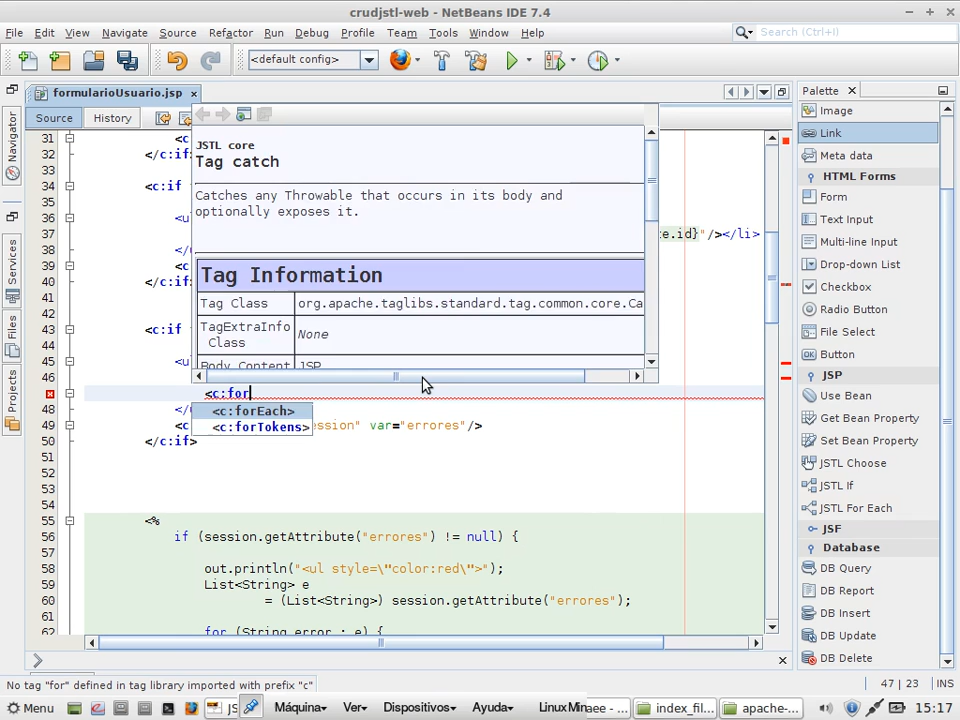 crudjstl-web - NetBeans IDE 7.4
File Edit View Navigate Source Refactor Run Debug Profile Team Tools Window Help
Search (Ctrl+I)
<default config>
formularioUsuario.jsp
Palette
Source History
Navigator
Services
Files
Projects
31 <c
32 </c:if>
33
34 <c:if
35
36 <ul
37 te.id}"/></li>
38 </u
39 <c
40 </c:if>
41
42
43 <c:if
44
45 <ul
46
<c:for
48 </u
49 <c ssion" var="errores"/>
50 </c:if>
51
52
53
54
55 <%
56 if (session.getAttribute("errores") != null) {
57
58 out.println("<ul style=\"color:red\">");
59 List<String> e
60 = (List<String>) session.getAttribute("errores");
61
62 for (String error : e) {
JSTL core
Tag catch
Catches any Throwable that occurs in its body and
optionally exposes it.
Tag Information
Tag Class org.apache.taglibs.standard.tag.common.core.Ca
TagExtraInfo
Class
None
Body Content JSP
<c:forEach>
<c:forTokens>
Image
Link
Meta data
HTML Forms
Form
Text Input
Multi-line Input
Drop-down List
Checkbox
Radio Button
File Select
Button
JSP
Use Bean
Get Bean Property
Set Bean Property
JSTL Choose
JSTL If
JSTL For Each
JSF
Database
DB Query
DB Report
DB Insert
DB Update
DB Delete
No tag "for" defined in tag library imported with prefix "c"
47 | 23 INS
Menu
JS
Máquina Ver Dispositivos Ayuda Linux Min
aee - ...
index_fil...
apache-...
15:17